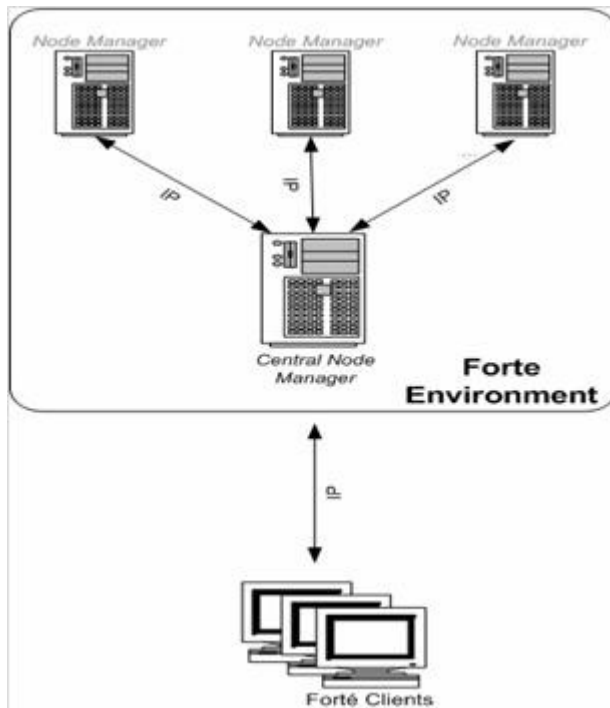 Node Manager
Node Manager
Node Manager
....
IP
IP
IP
Central Node
Manager
Forte
Environment
IP
Forté Clients